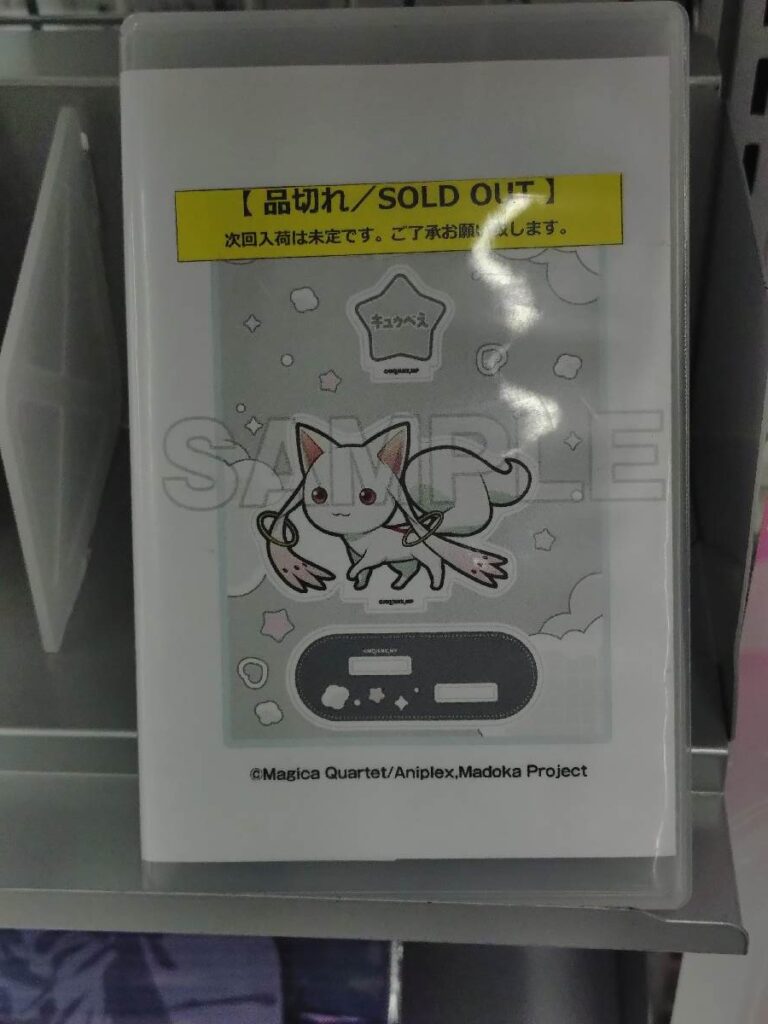 【 品切れ／SOLD OUT 】
次回入荷は未定です。ご了承お願い致します。
キュウべえ
SAMPLE
©Magica Quartet/Aniplex,Madoka Project